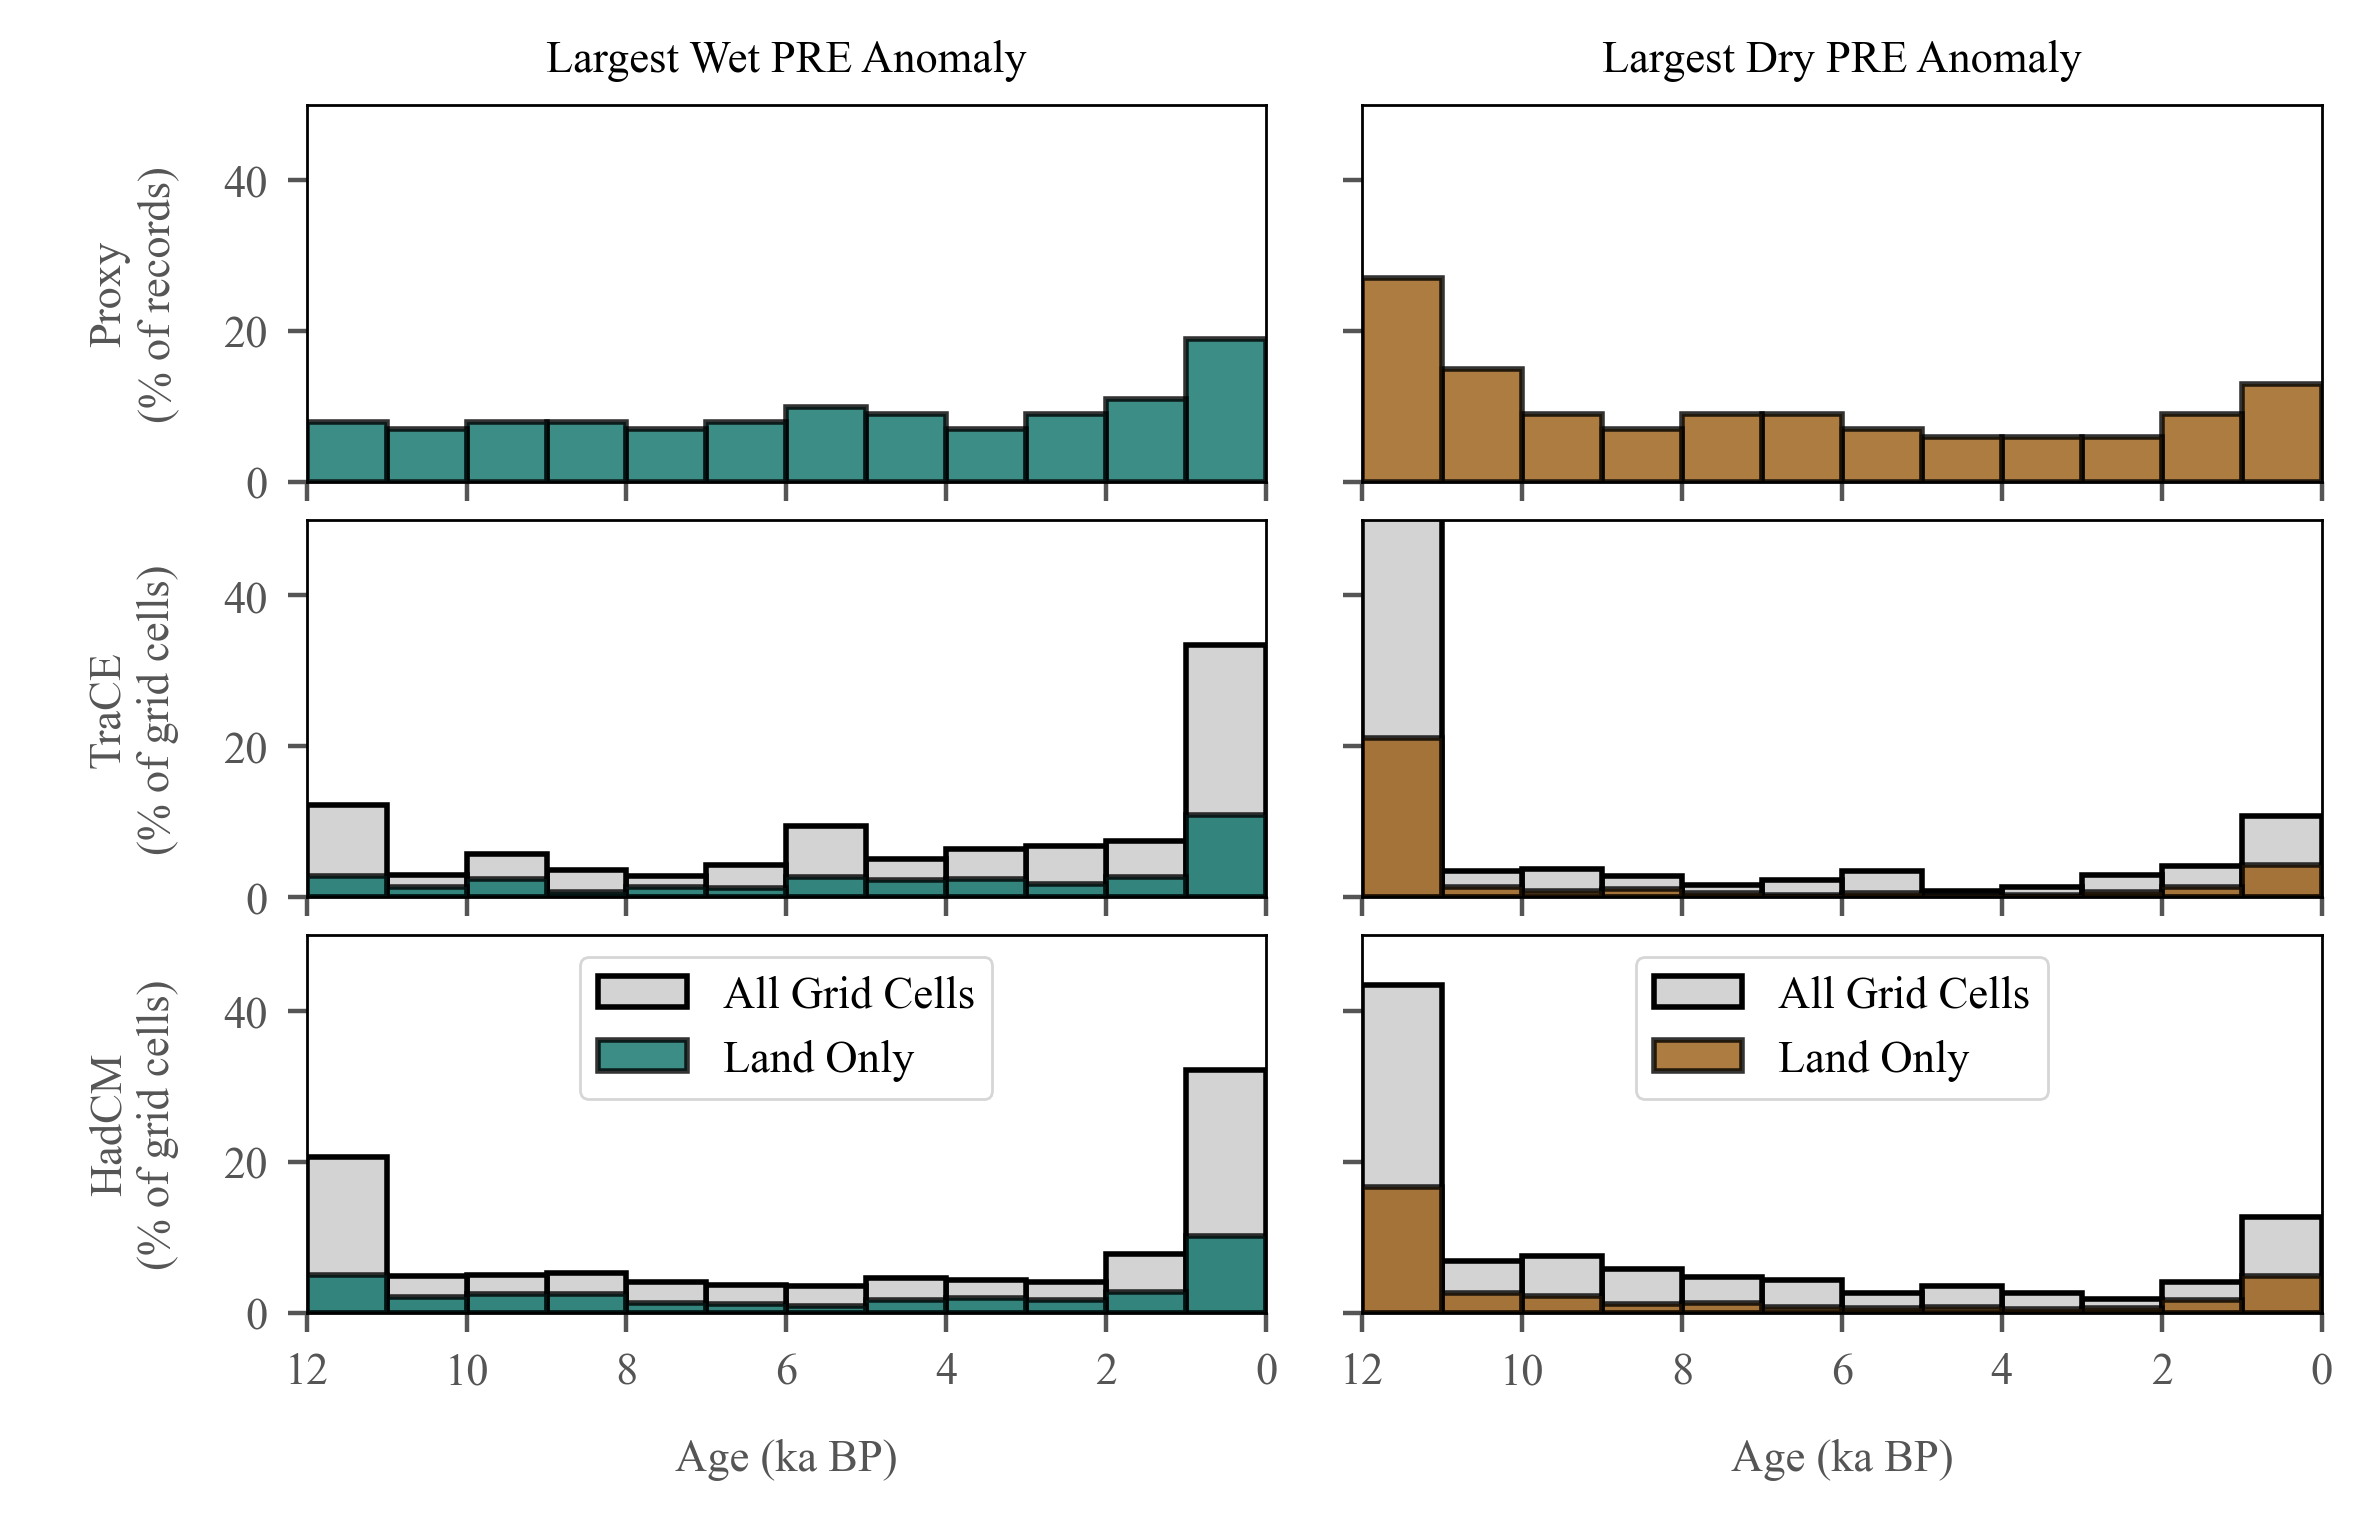 Largest Wet PRE Anomaly
Largest Dry PRE Anomaly
Proxy
(% of records)
40
20
0
TraCE
(% of grid cells)
40
20
0
HadCM
(% of grid cells)
40
20
0
All Grid Cells
Land Only
All Grid Cells
Land Only
12 10 8 6 4 2 0
12 10 8 6 4 2 0
Age (ka BP)
Age (ka BP)